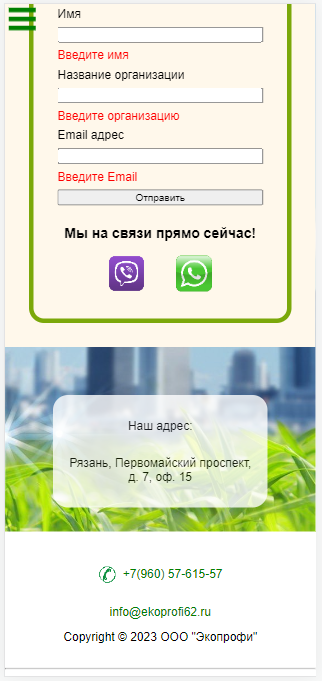 Имя
Введите имя
Название организации
Введите организацию
Email адрес
Введите Email
Отправить
Мы на связи прямо сейчас!
Наш адрес:
Рязань, Первомайский проспект,
д. 7, оф. 15
+7(960) 57-615-57
info@ekoprofi62.ru
Copyright © 2023 ООО "Экопрофи"